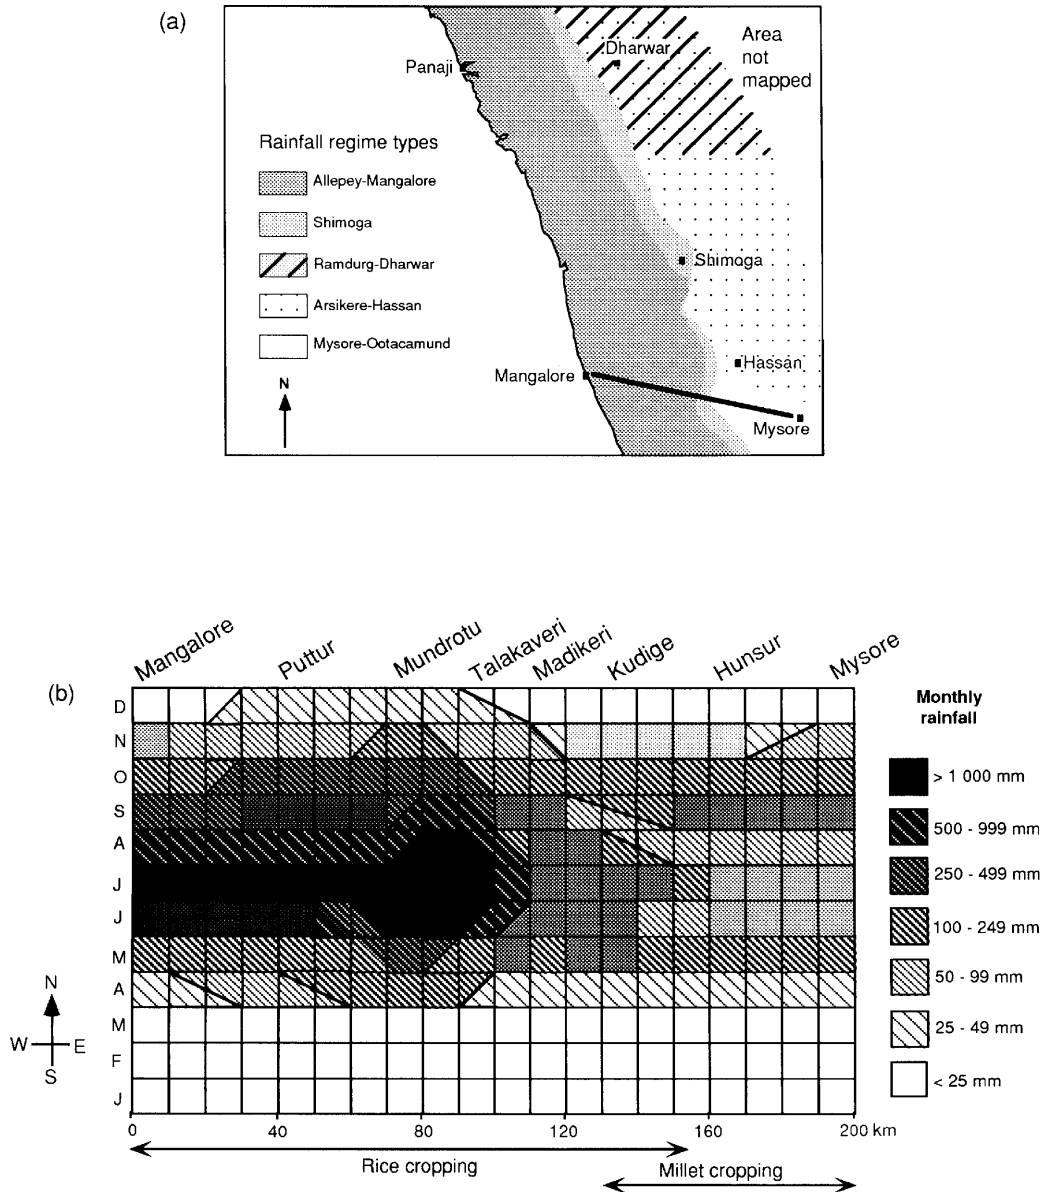 (a)
Panaji
Dharwar
Area
not
mapped
Rainfall regime types
Allepey-Mangalore
Shimoga
Ramdurg-Dharwar
Arsikere-Hassan
Mysore-Ootacamund
N
Shimoga
Hassan
Mangalore
Mysore
(b)
Mangalore
Puttur
Mundrotu
Talakaveri
Madikeri
Kudige
Hunsur
Mysore
D
N
O
S
A
J
J
M
A
M
F
J
Monthly
rainfall
> 1 000 mm
500 - 999 mm
250 - 499 mm
100 - 249 mm
50 - 99 mm
25 - 49 mm
< 25 mm
N
W E
S
0 40 80 120 160 200 km
Rice cropping
Millet cropping